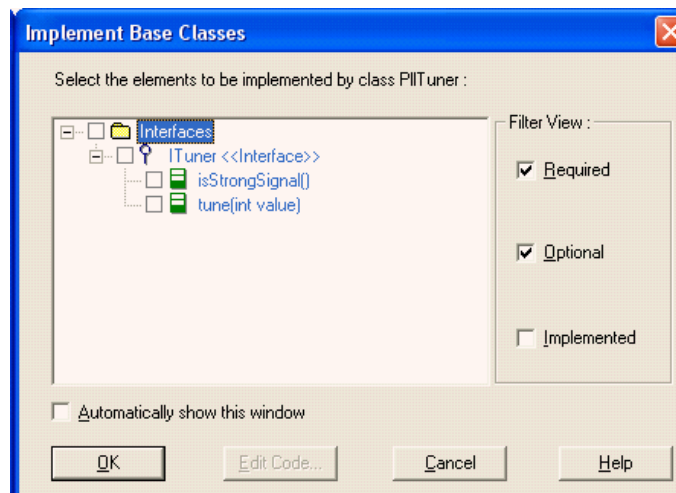 Implement Base Classes
Select the elements to be implemented by class PIITuner :
Interfaces
ITuner <<Interface>>
isStrongSignal()
tune(int value)
Filter View :
Required
Optional
Implemented
Automatically show this window
OK
Edit Code...
Cancel
Help